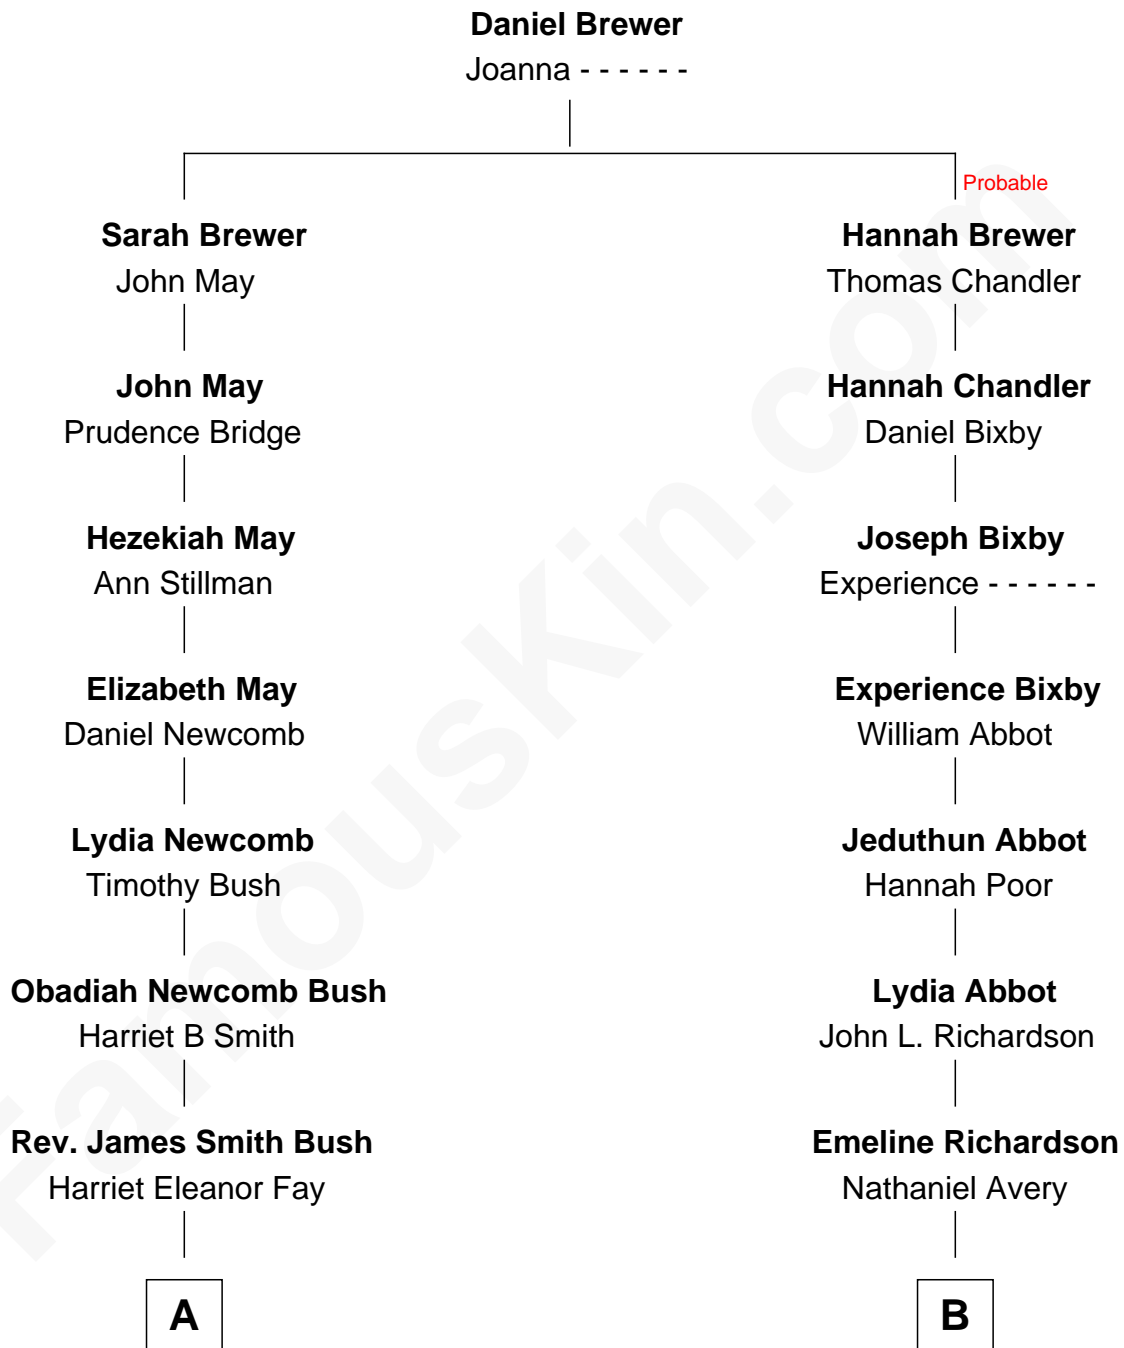 Daniel Brewer
Joanna - - - - - -
Probable
Sarah Brewer
John May
Hannah Brewer
Thomas Chandler
John May
Prudence Bridge
Hannah Chandler
Daniel Bixby
Hezekiah May
Ann Stillman
Joseph Bixby
Experience - - - - - -
Elizabeth May
Daniel Newcomb
Experience Bixby
William Abbot
Lydia Newcomb
Timothy Bush
Jeduthun Abbot
Hannah Poor
Obadiah Newcomb Bush
Harriet B Smith
Lydia Abbot
John L. Richardson
Rev. James Smith Bush
Harriet Eleanor Fay
Emeline Richardson
Nathaniel Avery
A
B
FamousKin.com